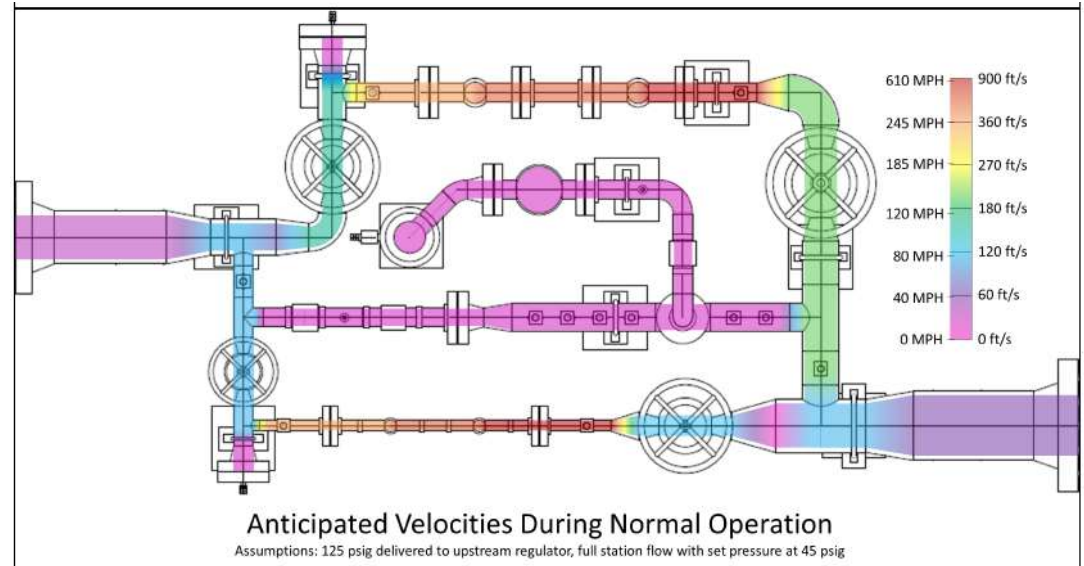 610 MPH 900 ft/s
245 MPH 360 ft/s
185 MPH 270 ft/s
120 MPH 180 ft/s
80 MPH 120 ft/s
40 MPH 60 ft/s
0 MPH 0 ft/s
Anticipated Velocities During Normal Operation
Assumptions: 125 psig delivered to upstream regulator, full station flow with set pressure at 45 psig